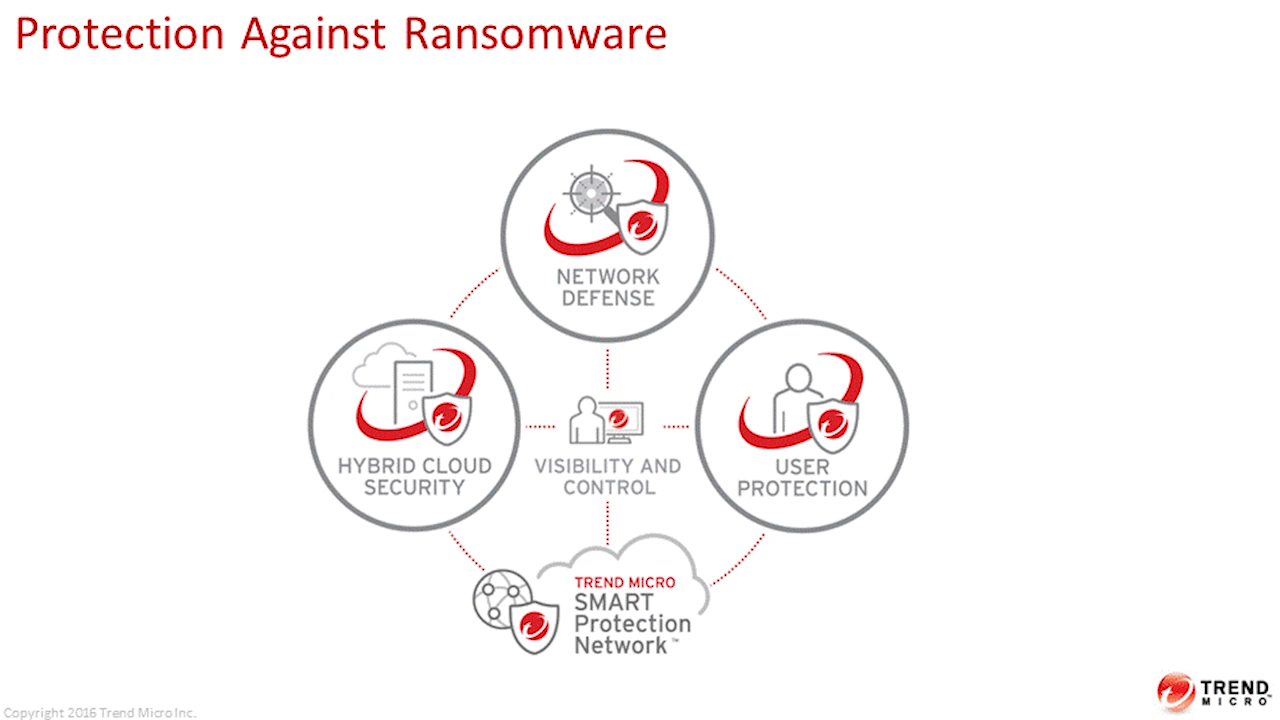 Protection Against Ransomware
NETWORK
DEFENSE
HYBRID CLOUD
SECURITY
VISIBILITY AND
CONTROL
USER
PROTECTION
TREND MICRO
SMART
Protection
Network™
Copyright 2016 Trend Micro Inc.
TREND
MICRO™